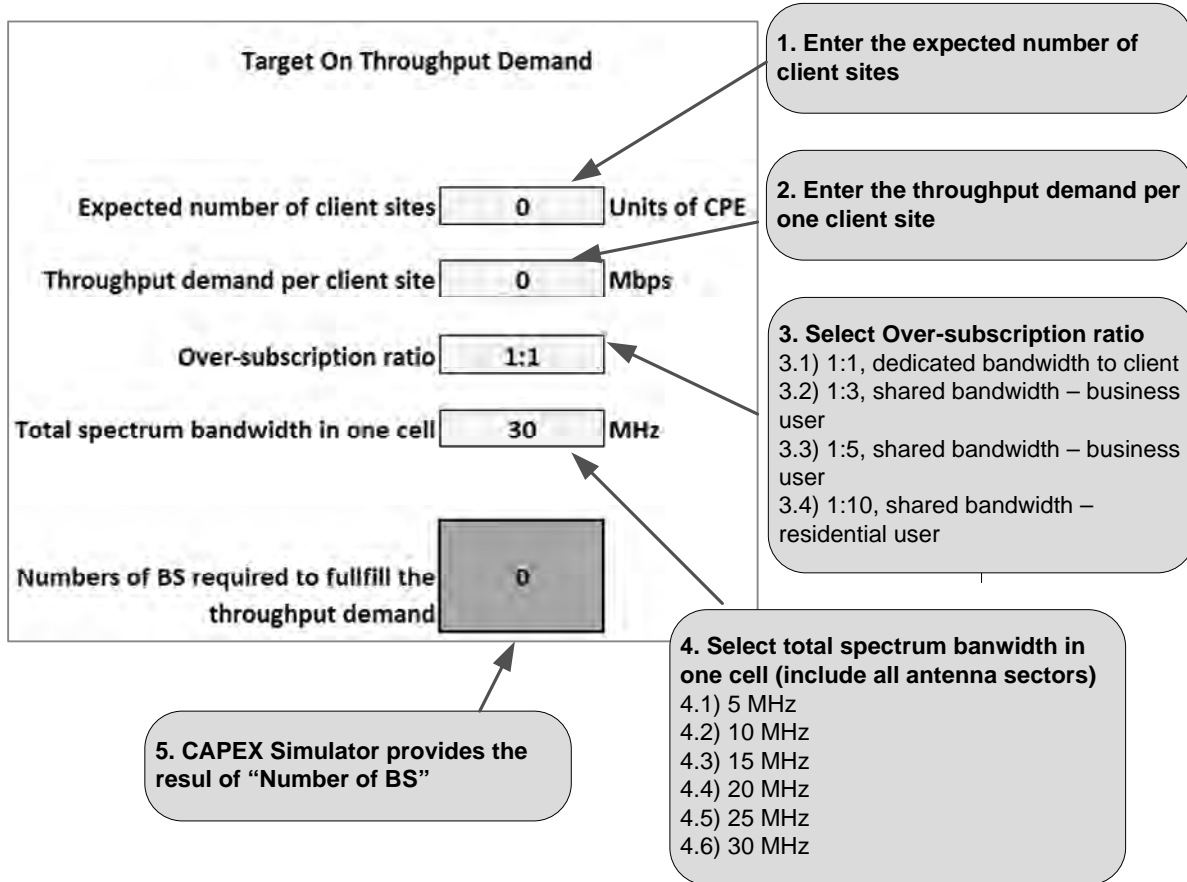 Target On Throughput Demand
Expected number of client sites 0 Units of CPE
Throughput demand per client site 0 Mbps
Over-subscription ratio 1:1
Total spectrum bandwidth in one cell 30 MHz
Numbers of BS required to fullfill the
throughput demand
0
1. Enter the expected number of
client sites
2. Enter the throughput demand per
one client site
3. Select Over-subscription ratio
3.1) 1:1, dedicated bandwidth to client
3.2) 1:3, shared bandwidth – business
user
3.3) 1:5, shared bandwidth – business
user
3.4) 1:10, shared bandwidth –
residential user
4. Select total spectrum banwidth in
one cell (include all antenna sectors)
4.1) 5 MHz
4.2) 10 MHz
4.3) 15 MHz
4.4) 20 MHz
4.5) 25 MHz
4.6) 30 MHz
5. CAPEX Simulator provides the
resul of “Number of BS”